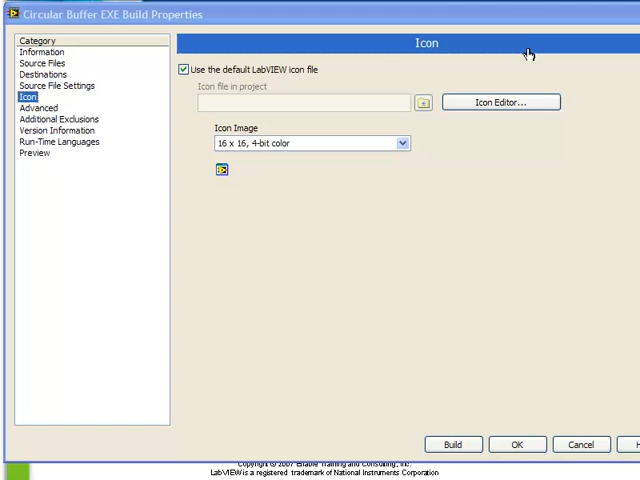 Circular Buffer EXE Build Properties
Category
Information
Source Files
Destinations
Source File Settings
Icon
Advanced
Additional Exclusions
Version Information
Run-Time Languages
Preview
Icon
Use the default LabVIEW icon file
Icon file in project
Icon Editor...
Icon Image
16 x 16, 4-bit color
Build
OK
Cancel
H
Copyright © 2007 Enable Training and Consulting, Inc.
LabVIEW is a registered trademark of National Instruments Corporation